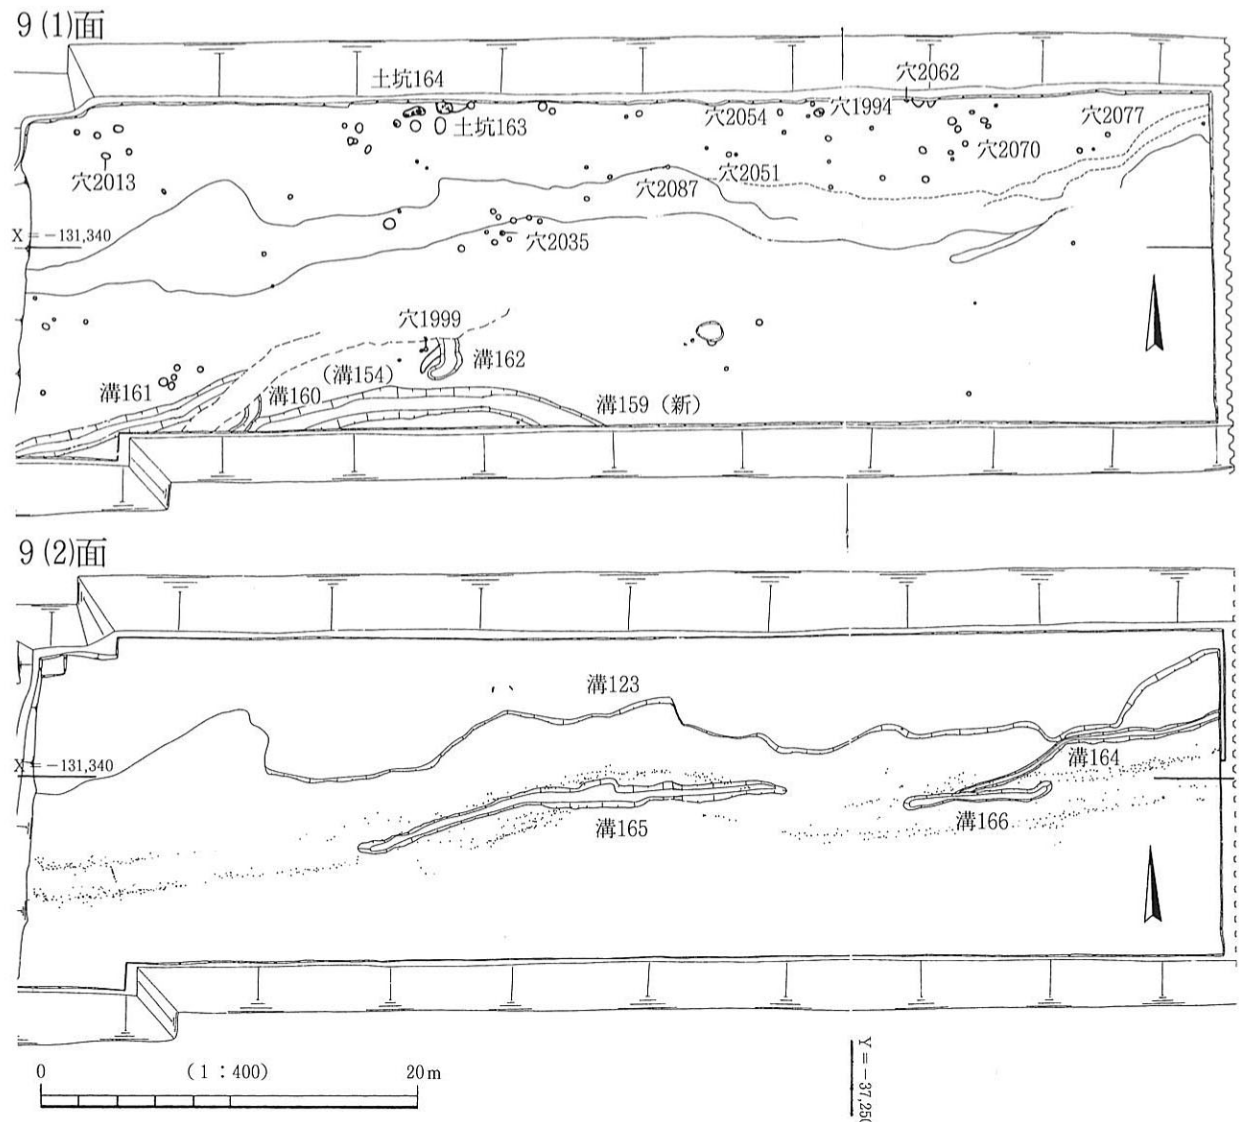 9(1)面
土坑164
穴2062
穴2054
穴1994
穴2077
土坑163
穴2070
穴2013
穴2051
穴2087
X = -131,340
穴2035
穴1999
溝162
溝161
(溝154)
溝160
溝159(新)
9(2)面
溝123
X = -131,340
溝164
溝165
溝166
0 (1:400) 20m
Y = -37,250